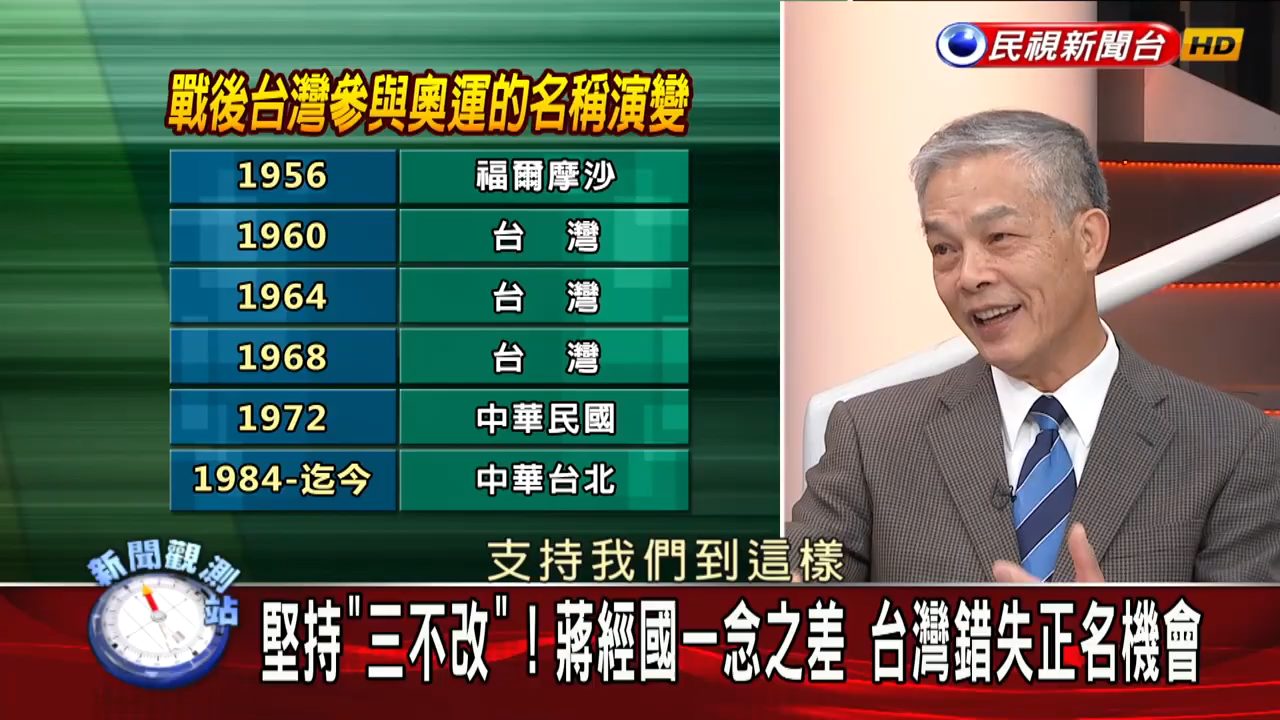 民視新聞台 HD
戰後台灣參與奧運的名稱演變
1956 福爾摩沙
1960 台 灣
1964 台 灣
1968 台 灣
1972 中華民國
1984-迄今 中華台北
支持我們到這樣
新聞觀測站
堅持"三不改"!蔣經國一念之差 台灣錯失正名機會